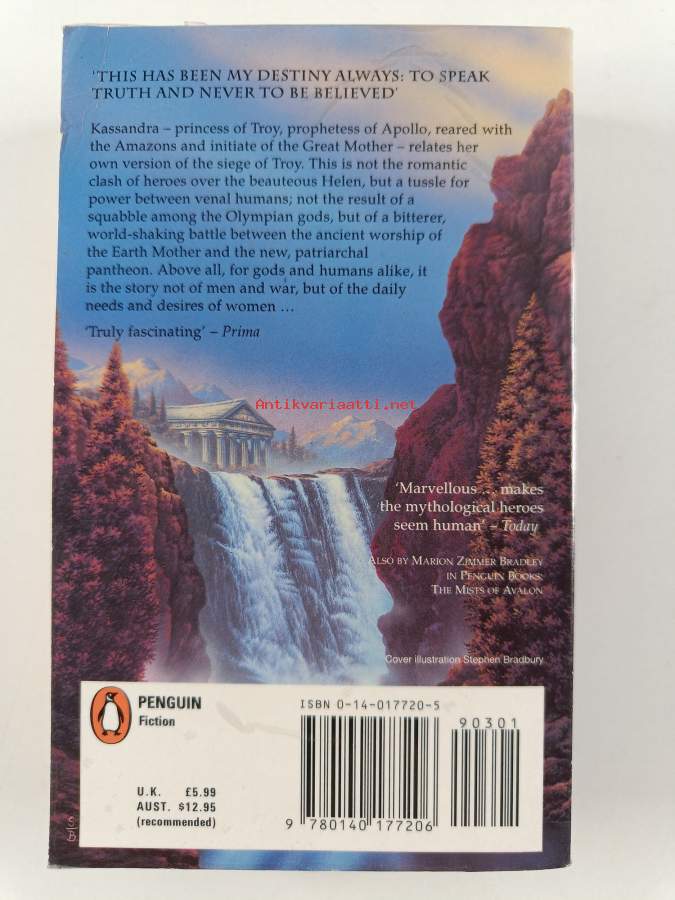 'THIS HAS BEEN MY DESTINY ALWAYS: TO SPEAK
TRUTH AND NEVER TO BE BELIEVED'
Kassandra – princess of Troy, prophetess of Apollo, reared with
the Amazons and initiate of the Great Mother – relates her
own version of the siege of Troy. This is not the romantic
clash of heroes over the beauteous Helen, but a tussle for
power between venal humans; not the result of a
squabble among the Olympian gods, but of a bitterer,
world-shaking battle between the ancient worship of
the Earth Mother and the new, patriarchal
pantheon. Above all, for gods and humans alike, it
is the story not of men and war, but of the daily
needs and desires of women ...
'Truly fascinating' – Prima
Antikvariaatti.net
'Marvellous ... makes
the mythological heroes
seem human' – Today
ALSO BY MARION ZIMMER BRADLEY
IN PENGUIN BOOKS:
THE MISTS OF AVALON
Cover illustration Stephen Bradbury
PENGUIN
Fiction
U.K. £5.99
AUST. $12.95
(recommended)
ISBN 0-14-017720-5
90301
9 780140 177206